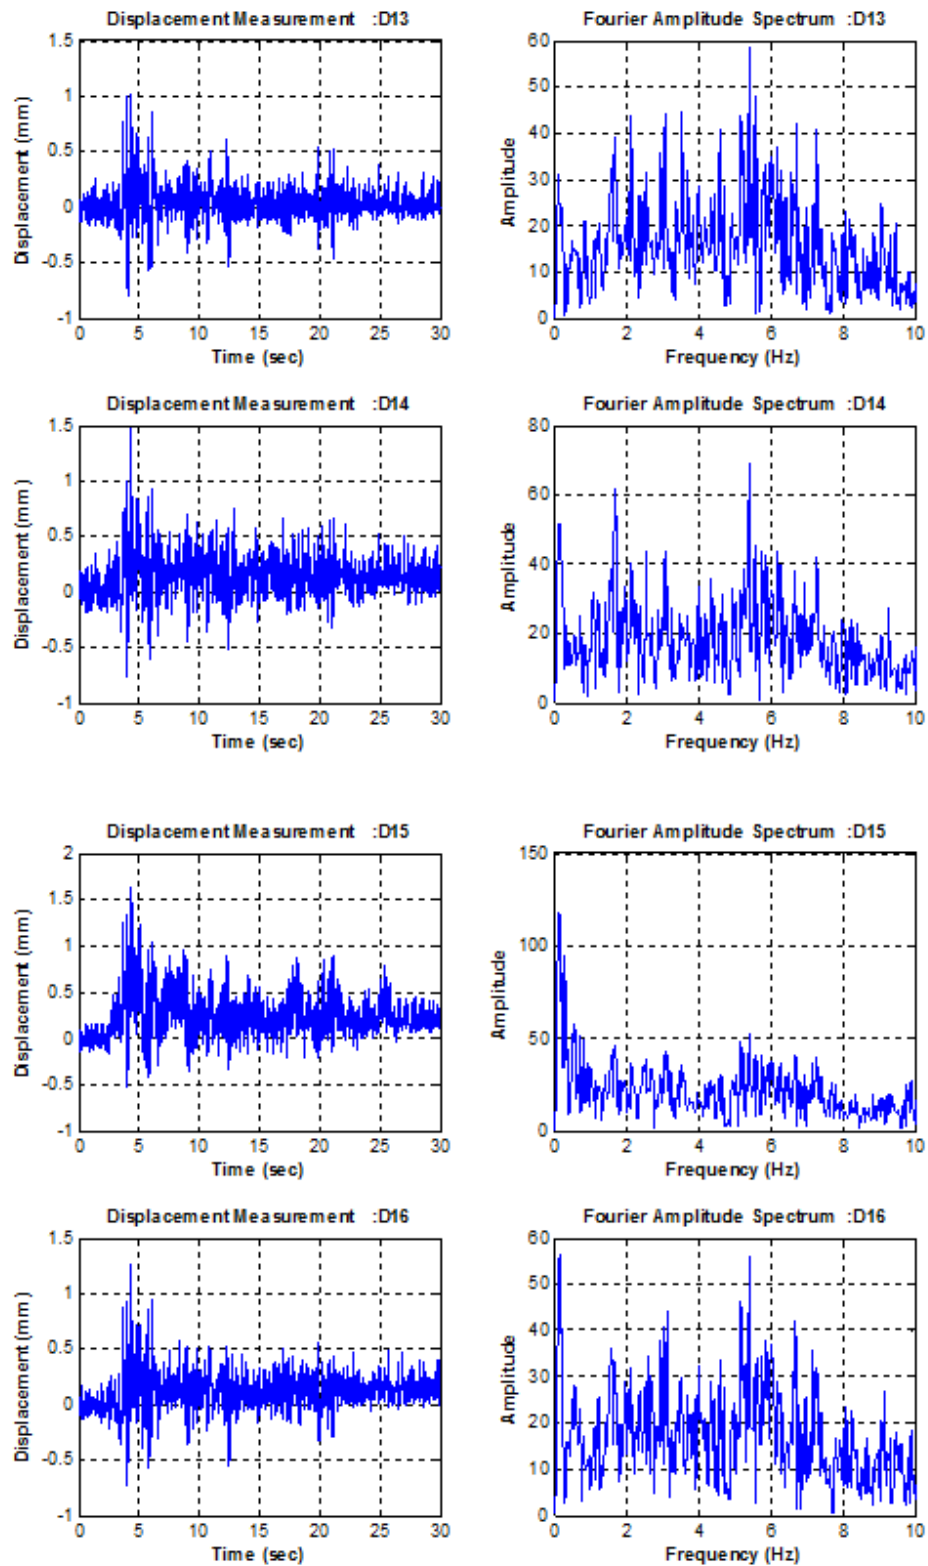 Displacement Measurement :D13
Fourier Amplitude Spectrum :D13
1.5
1
0.5
0
-0.5
-1
Displacement (mm)
0 5 10 15 20 25 30
Time (sec)
60
50
40
30
20
10
0
Amplitude
0 2 4 6 8 10
Frequency (Hz)
Displacement Measurement :D14
Fourier Amplitude Spectrum :D14
1.5
1
0.5
0
-0.5
-1
Displacement (mm)
0 5 10 15 20 25 30
Time (sec)
80
60
40
20
0
Amplitude
0 2 4 6 8 10
Frequency (Hz)
Displacement Measurement :D15
Fourier Amplitude Spectrum :D15
2
1.5
1
0.5
0
-0.5
-1
Displacement (mm)
0 5 10 15 20 25 30
Time (sec)
150
100
50
0
Amplitude
0 2 4 6 8 10
Frequency (Hz)
Displacement Measurement :D16
Fourier Amplitude Spectrum :D16
1.5
1
0.5
0
-0.5
-1
Displacement (mm)
0 5 10 15 20 25 30
Time (sec)
60
50
40
30
20
10
0
Amplitude
0 2 4 6 8 10
Frequency (Hz)